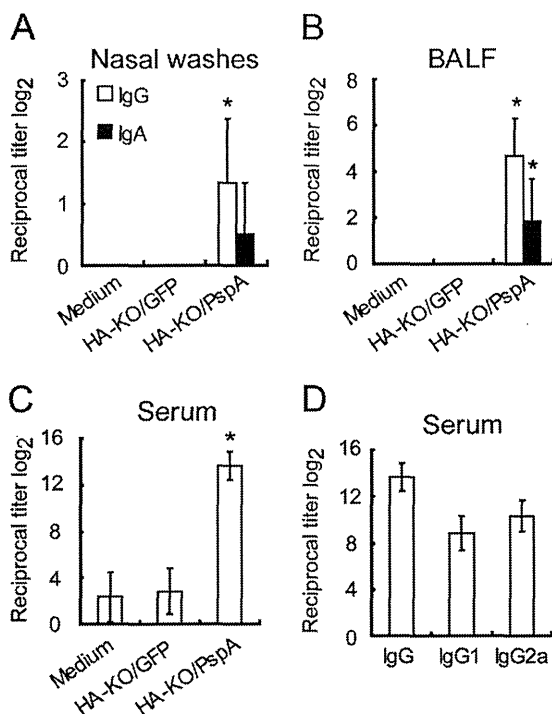 A
Nasal washes
Reciprocal titer log2
3
2
1
0
IgG
IgA
*
Medium
HA-KO/GFP
HA-KO/PspA
B
BALF
Reciprocal titer log2
8
6
4
2
0
*
*
Medium
HA-KO/GFP
HA-KO/PspA
C
Serum
Reciprocal titer log2
16
12
8
4
0
*
Medium
HA-KO/GFP
HA-KO/PspA
D
Serum
Reciprocal titer log2
16
12
8
4
0
IgG
IgG1
IgG2a